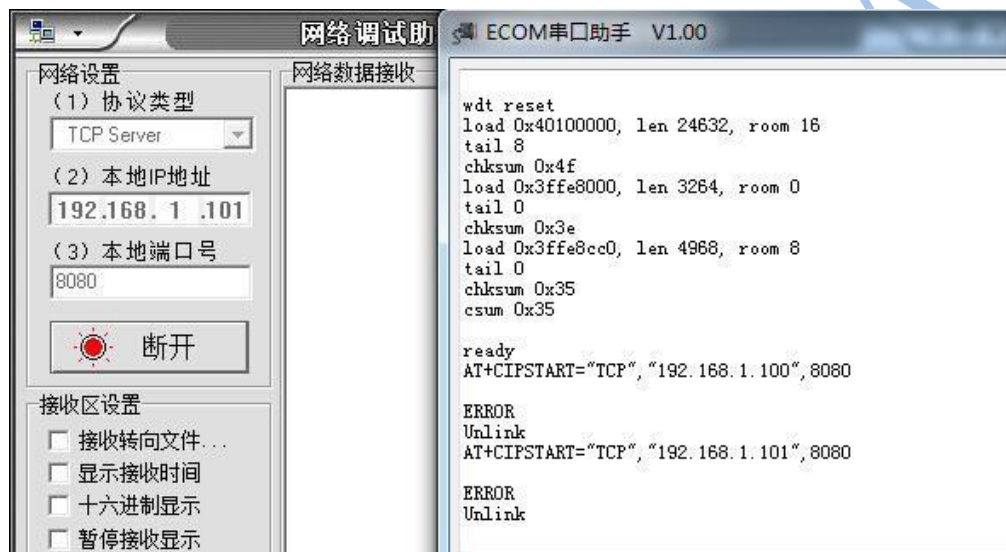 网络调试助
网络设置
(1) 协议类型
TCP Server
(2) 本地IP地址
192.168. 1 .101
(3) 本地端口号
8080
断开
接收区设置
接收转向文件...
显示接收时间
十六进制显示
暂停接收显示
网络数据接收
ECOM串口助手 V1.00
wdt reset
load 0x40100000, len 24632, room 16
tail 8
chksum 0x4f
load 0x3ffe8000, len 3264, room 0
tail 0
chksum 0x3e
load 0x3ffe8cc0, len 4968, room 8
tail 0
chksum 0x35
csum 0x35
ready
AT+CIPSTART="TCP","192.168.1.100",8080
ERROR
Unlink
AT+CIPSTART="TCP","192.168.1.101",8080
ERROR
Unlink